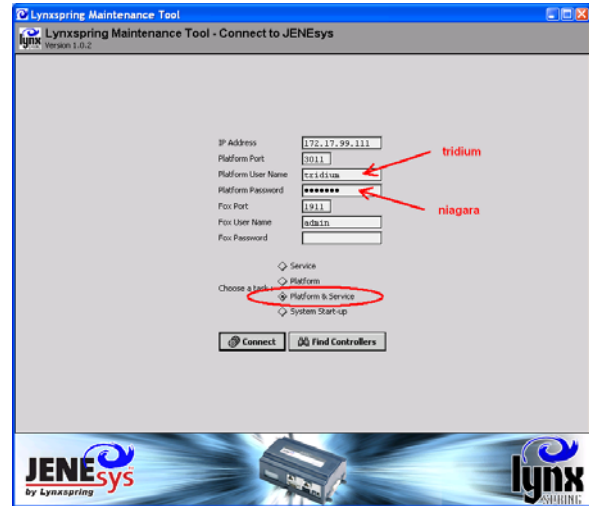 Lynxspring Maintenance Tool
Lynxspring Maintenance Tool - Connect to JENEsys
lynx Version 1.0.2
IP Address 172.17.99.111
Platform Port 3011
tridium
Platform User Name tridium
Platform Password •••••••
niagara
Fox Port 1911
Fox User Name admin
Fox Password
Service
Platform
Choose a task :
Platform & Service
System Start-up
Connect Find Controllers
JENEsys
by Lynxspring
lynx
SPRING